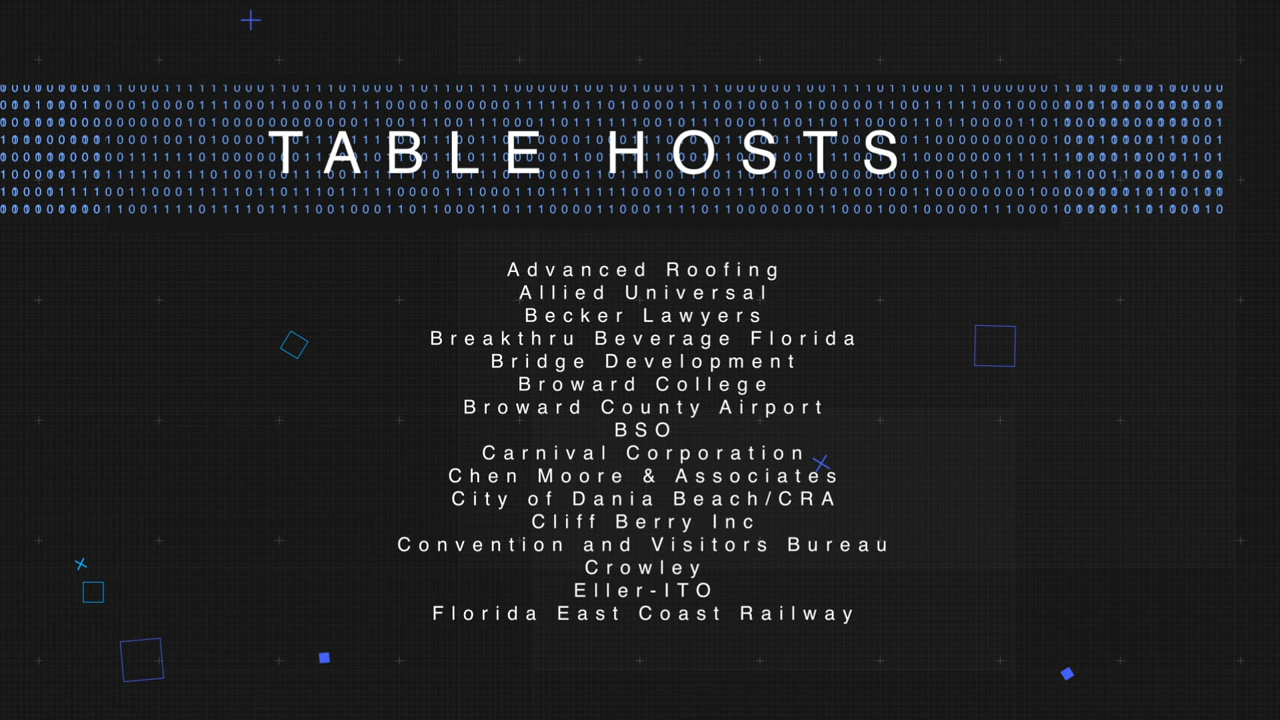 TABLE HOSTS
Advanced Roofing
Allied Universal
Becker Lawyers
Breakthru Beverage Florida
Bridge Development
Broward College
Broward County Airport
BSO
Carnival Corporation
Chen Moore & Associates
City of Dania Beach/CRA
Cliff Berry Inc
Convention and Visitors Bureau
Crowley
Eller-ITO
Florida East Coast Railway